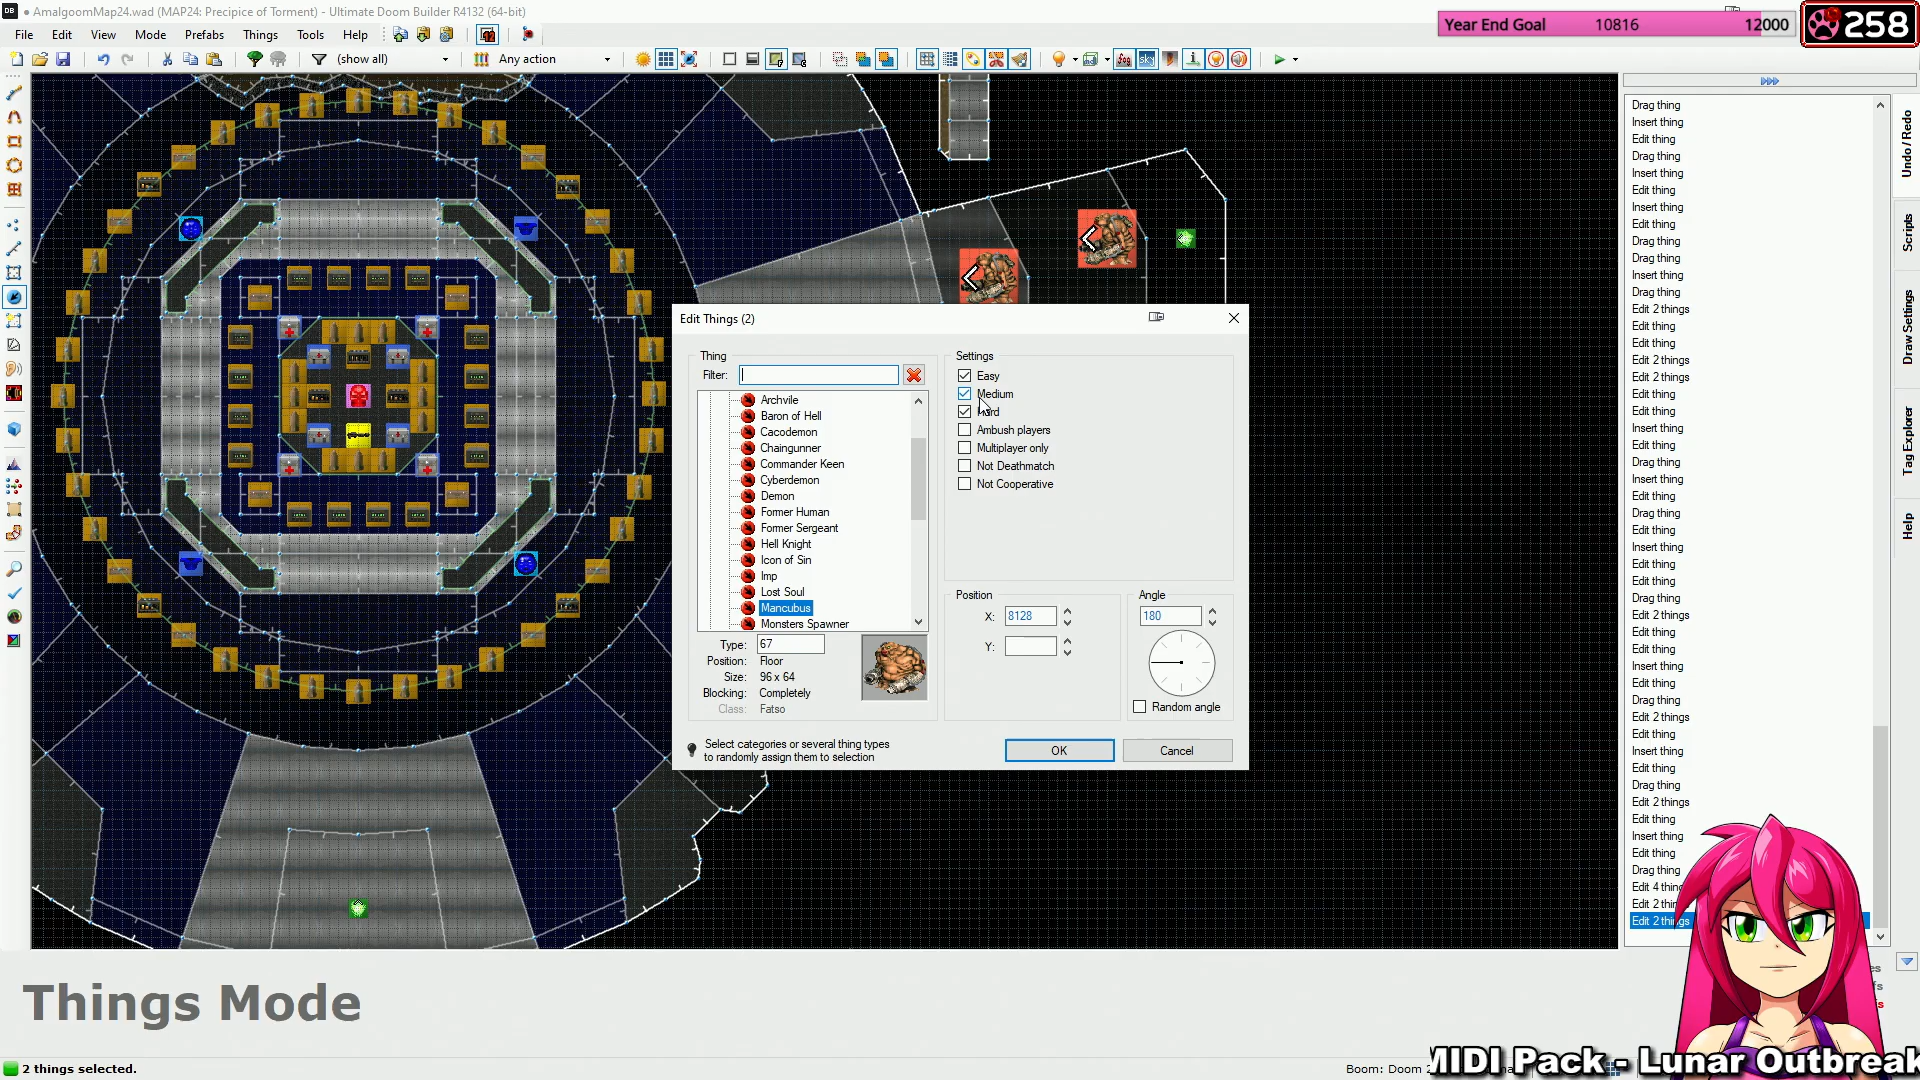 AmalgoomMap24.wad (MAP24: Precipice of Torment) - Ultimate Doom Builder R4132 (64-bit)
Year End Goal 10816 12000
258
File Edit View Mode Prefabs Things Tools Help
(show all) Any action
Drag thing
Insert thing
Edit thing
Drag thing
Insert thing
Edit thing
Insert thing
Edit thing
Drag thing
Drag thing
Insert thing
Drag thing
Edit 2 things
Edit thing
Edit thing
Edit 2 things
Edit 2 things
Edit thing
Edit thing
Insert thing
Edit thing
Drag thing
Insert thing
Edit thing
Drag thing
Edit thing
Insert thing
Edit thing
Edit thing
Drag thing
Edit 2 things
Edit thing
Edit thing
Insert thing
Edit thing
Drag thing
Edit 2 things
Edit thing
Insert thing
Edit thing
Drag thing
Edit 2 things
Edit thing
Insert thing
Edit thing
Drag thing
Edit 4 thin
Edit 2 thin
Edit 2 things
Undo / Redo
Scripts
Draw Settings
Tag Explorer
Help
Edit Things (2)
Thing
Filter:
Archvile
Baron of Hell
Cacodemon
Chaingunner
Commander Keen
Cyberdemon
Demon
Former Human
Former Sergeant
Hell Knight
Icon of Sin
Imp
Lost Soul
Mancubus
Monsters Spawner
Type: 67
Position: Floor
Size: 96 x 64
Blocking: Completely
Class: Fatso
Settings
Easy
Medium
Hard
Ambush players
Multiplayer only
Not Deathmatch
Not Cooperative
Position
X: 8128
Y:
Angle
180
Random angle
Select categories or several thing types
to randomly assign them to selection
OK Cancel
Things Mode
2 things selected.
Boom: Doom
MIDI Pack - Lunar Outbreak